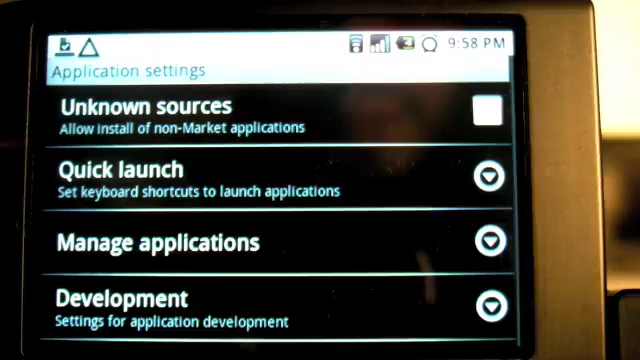 9:58 PM
Application settings
Unknown sources
Allow install of non-Market applications
Quick launch
Set keyboard shortcuts to launch applications
Manage applications
Development
Settings for application development